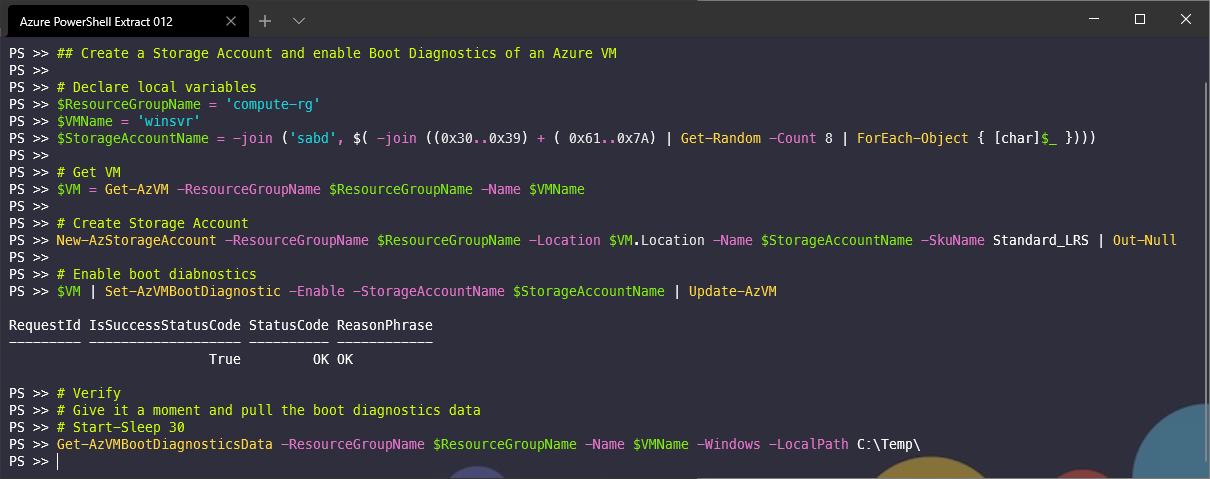 Azure PowerShell Extract 012
PS >> ## Create a Storage Account and enable Boot Diagnostics of an Azure VM
PS >>
PS >> # Declare local variables
PS >> $ResourceGroupName = 'compute-rg'
PS >> $VMName = 'winsvr'
PS >> $StorageAccountName = -join ('sabd', $( -join ((0x30..0x39) + ( 0x61..0x7A) | Get-Random -Count 8 | ForEach-Object { [char]$_ })))
PS >>
PS >> # Get VM
PS >> $VM = Get-AzVM -ResourceGroupName $ResourceGroupName -Name $VMName
PS >>
PS >> # Create Storage Account
PS >> New-AzStorageAccount -ResourceGroupName $ResourceGroupName -Location $VM.Location -Name $StorageAccountName -SkuName Standard_LRS | Out-Null
PS >>
PS >> # Enable boot diabnostics
PS >> $VM | Set-AzVMBootDiagnostic -Enable -StorageAccountName $StorageAccountName | Update-AzVM
RequestId IsSuccessStatusCode StatusCode ReasonPhrase
--------- ------------------- ---------- ------------
True OK OK
PS >> # Verify
PS >> # Give it a moment and pull the boot diagnostics data
PS >> # Start-Sleep 30
PS >> Get-AzVMBootDiagnosticsData -ResourceGroupName $ResourceGroupName -Name $VMName -Windows -LocalPath C:\Temp\
PS >>